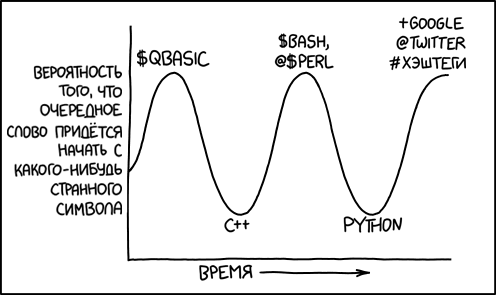 ВЕРОЯТНОСТЬ
ТОГО, ЧТО
ОЧЕРЕДНОЕ
СЛОВО ПРИДЁТСЯ
НАЧАТЬ С
КАКОГО-НИБУДЬ
СТРАННОГО
СИМВОЛА
$QBASIC
C++
$BASH,
@$PERL
PYTHON
+GOOGLE
@TWITTER
#ХЭШТЕГИ
ВРЕМЯ